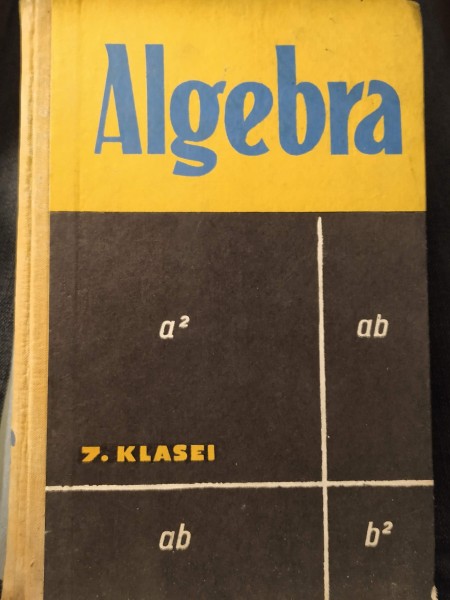 Algebra
a² ab
7. KLASEI
ab b²